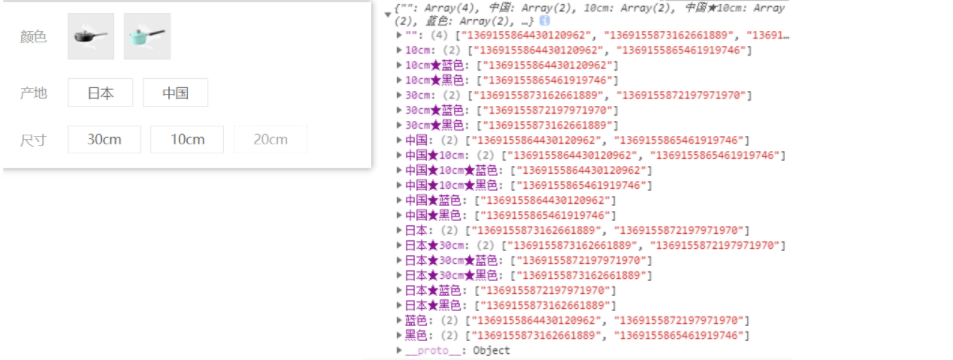 颜色
产地 日本 中国
尺寸 30cm 10cm 20cm
{"": Array(4), 中国: Array(2), 10cm: Array(2), 中国★10cm: Array
(2), 蓝色: Array(2), …} i
"": (4) ["1369155864430120962", "1369155873162661889", "13691…
10cm: (2) ["1369155864430120962", "1369155865461919746"]
10cm★蓝色: ["1369155864430120962"]
10cm★黑色: ["1369155865461919746"]
30cm: (2) ["1369155873162661889", "1369155872197971970"]
30cm★蓝色: ["1369155872197971970"]
30cm★黑色: ["1369155873162661889"]
中国: (2) ["1369155864430120962", "1369155865461919746"]
中国★10cm: (2) ["1369155864430120962", "1369155865461919746"]
中国★10cm★蓝色: ["1369155864430120962"]
中国★10cm★黑色: ["1369155865461919746"]
中国★蓝色: ["1369155864430120962"]
中国★黑色: ["1369155865461919746"]
日本: (2) ["1369155873162661889", "1369155872197971970"]
日本★30cm: (2) ["1369155873162661889", "1369155872197971970"]
日本★30cm★蓝色: ["1369155872197971970"]
日本★30cm★黑色: ["1369155873162661889"]
日本★蓝色: ["1369155872197971970"]
日本★黑色: ["1369155873162661889"]
蓝色: (2) ["1369155864430120962", "1369155872197971970"]
黑色: (2) ["1369155873162661889", "1369155865461919746"]
__proto__: Object